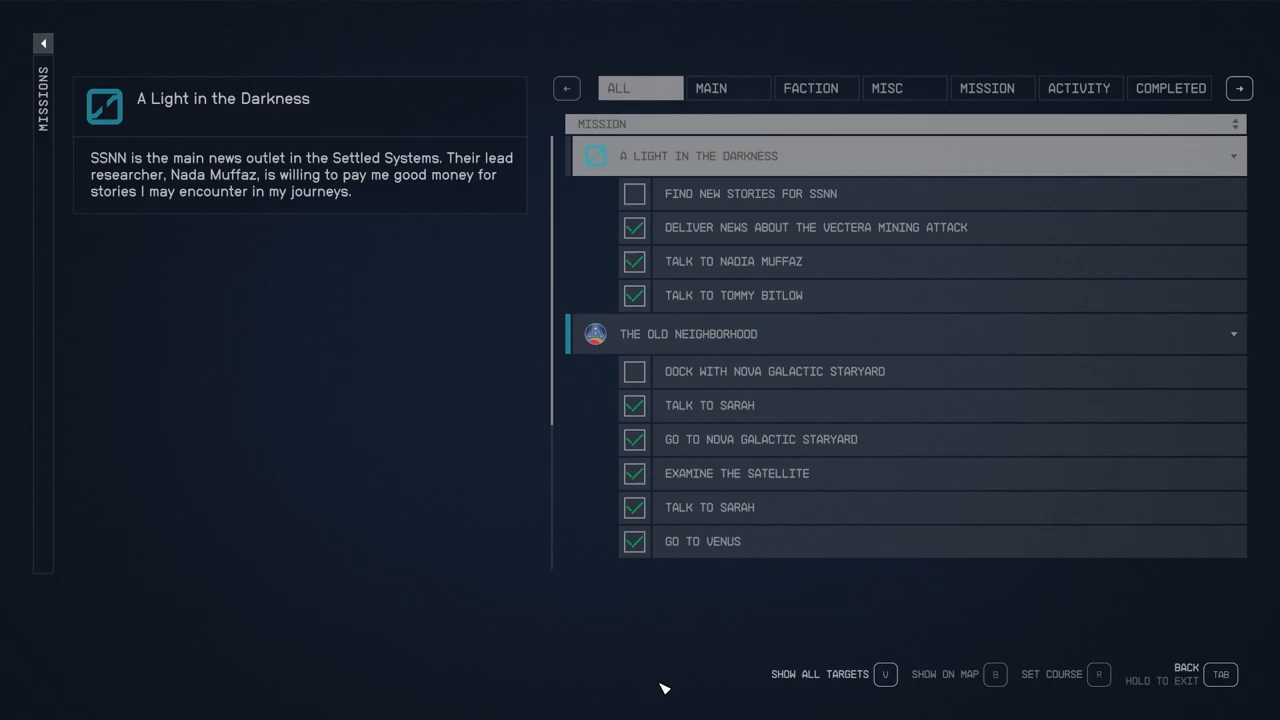 MISSIONS
A Light in the Darkness
SSNN is the main news outlet in the Settled Systems. Their lead
researcher, Nada Muffaz, is willing to pay me good money for
stories I may encounter in my journeys.
ALL MAIN FACTION MISC MISSION ACTIVITY COMPLETED
MISSION
A LIGHT IN THE DARKNESS
FIND NEW STORIES FOR SSNN
DELIVER NEWS ABOUT THE VECTERA MINING ATTACK
TALK TO NADIA MUFFAZ
TALK TO TOMMY BITLOW
THE OLD NEIGHBORHOOD
DOCK WITH NOVA GALACTIC STARYARD
TALK TO SARAH
GO TO NOVA GALACTIC STARYARD
EXAMINE THE SATELLITE
TALK TO SARAH
GO TO VENUS
SHOW ALL TARGETS V SHOW ON MAP B SET COURSE R BACK
HOLD TO EXIT TAB